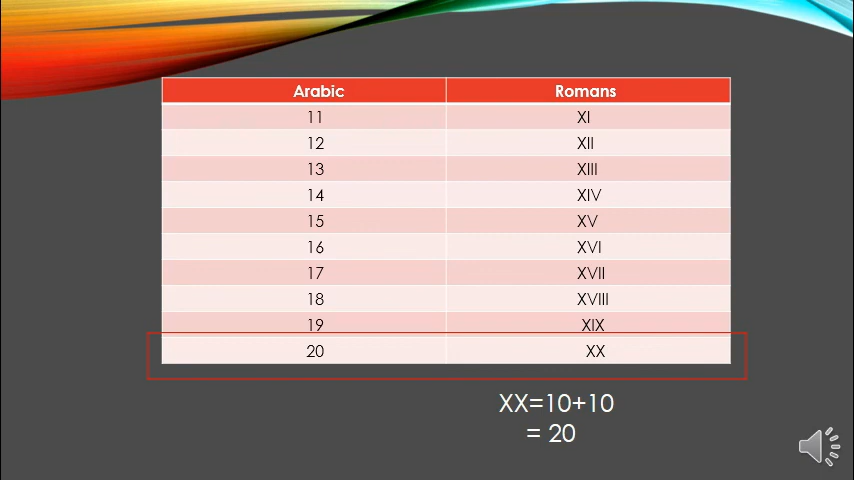 Arabic Romans
11 XI
12 XII
13 XIII
14 XIV
15 XV
16 XVI
17 XVII
18 XVIII
19 XIX
20 XX
XX=10+10
= 20